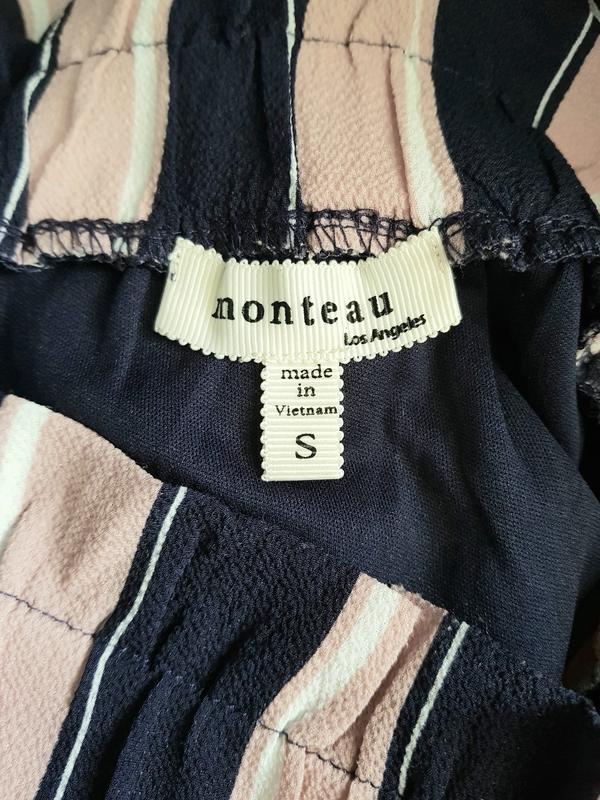 monteau
Los Angeles
made
in
Vietnam
S